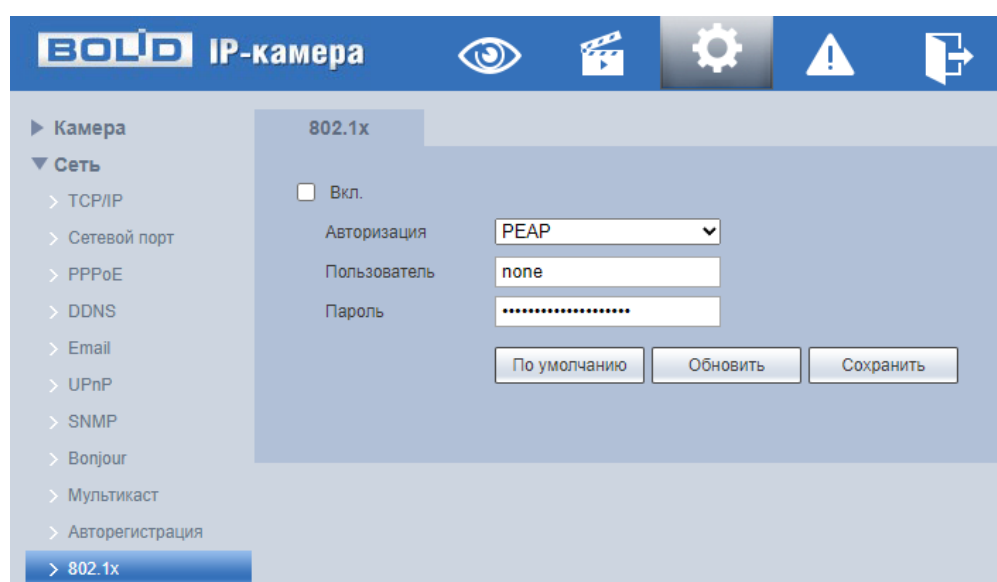 BOLID IP-камера
Камера
Сеть
TCP/IP
Сетевой порт
PPPoE
DDNS
Email
UPnP
SNMP
Bonjour
Мультикаст
Авторегистрация
802.1x
802.1x
Вкл.
Авторизация PEAP
Пользователь none
Пароль ••••••••••••••••••••
По умолчанию Обновить Сохранить